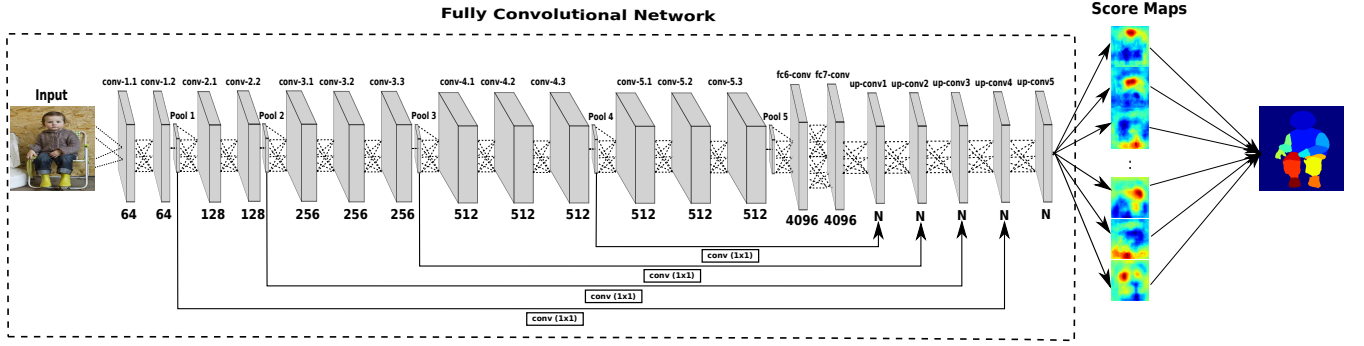 Fully Convolutional Network
Score Maps
conv-1.1 conv-1.2 conv-2.1 conv-2.2 conv-3.1 conv-3.2 conv-3.3 conv-4.1 conv-4.2 conv-4.3 conv-5.1 conv-5.2 conv-5.3 fc6-conv fc7-conv up-conv1 up-conv2 up-conv3 up-conv4 up-conv5
Input
Pool 1 Pool 2 Pool 3 Pool 4 Pool 5
:
64 64 128 128 256 256 256 512 512 512 512 512 512 4096 4096 N N N N N
conv (1x1)
conv (1x1)
conv (1x1)
conv (1x1)